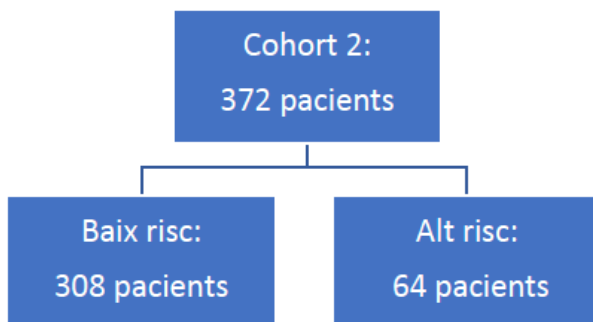 Cohort 2:
372 pacients
Baix risc:
308 pacients
Alt risc:
64 pacients